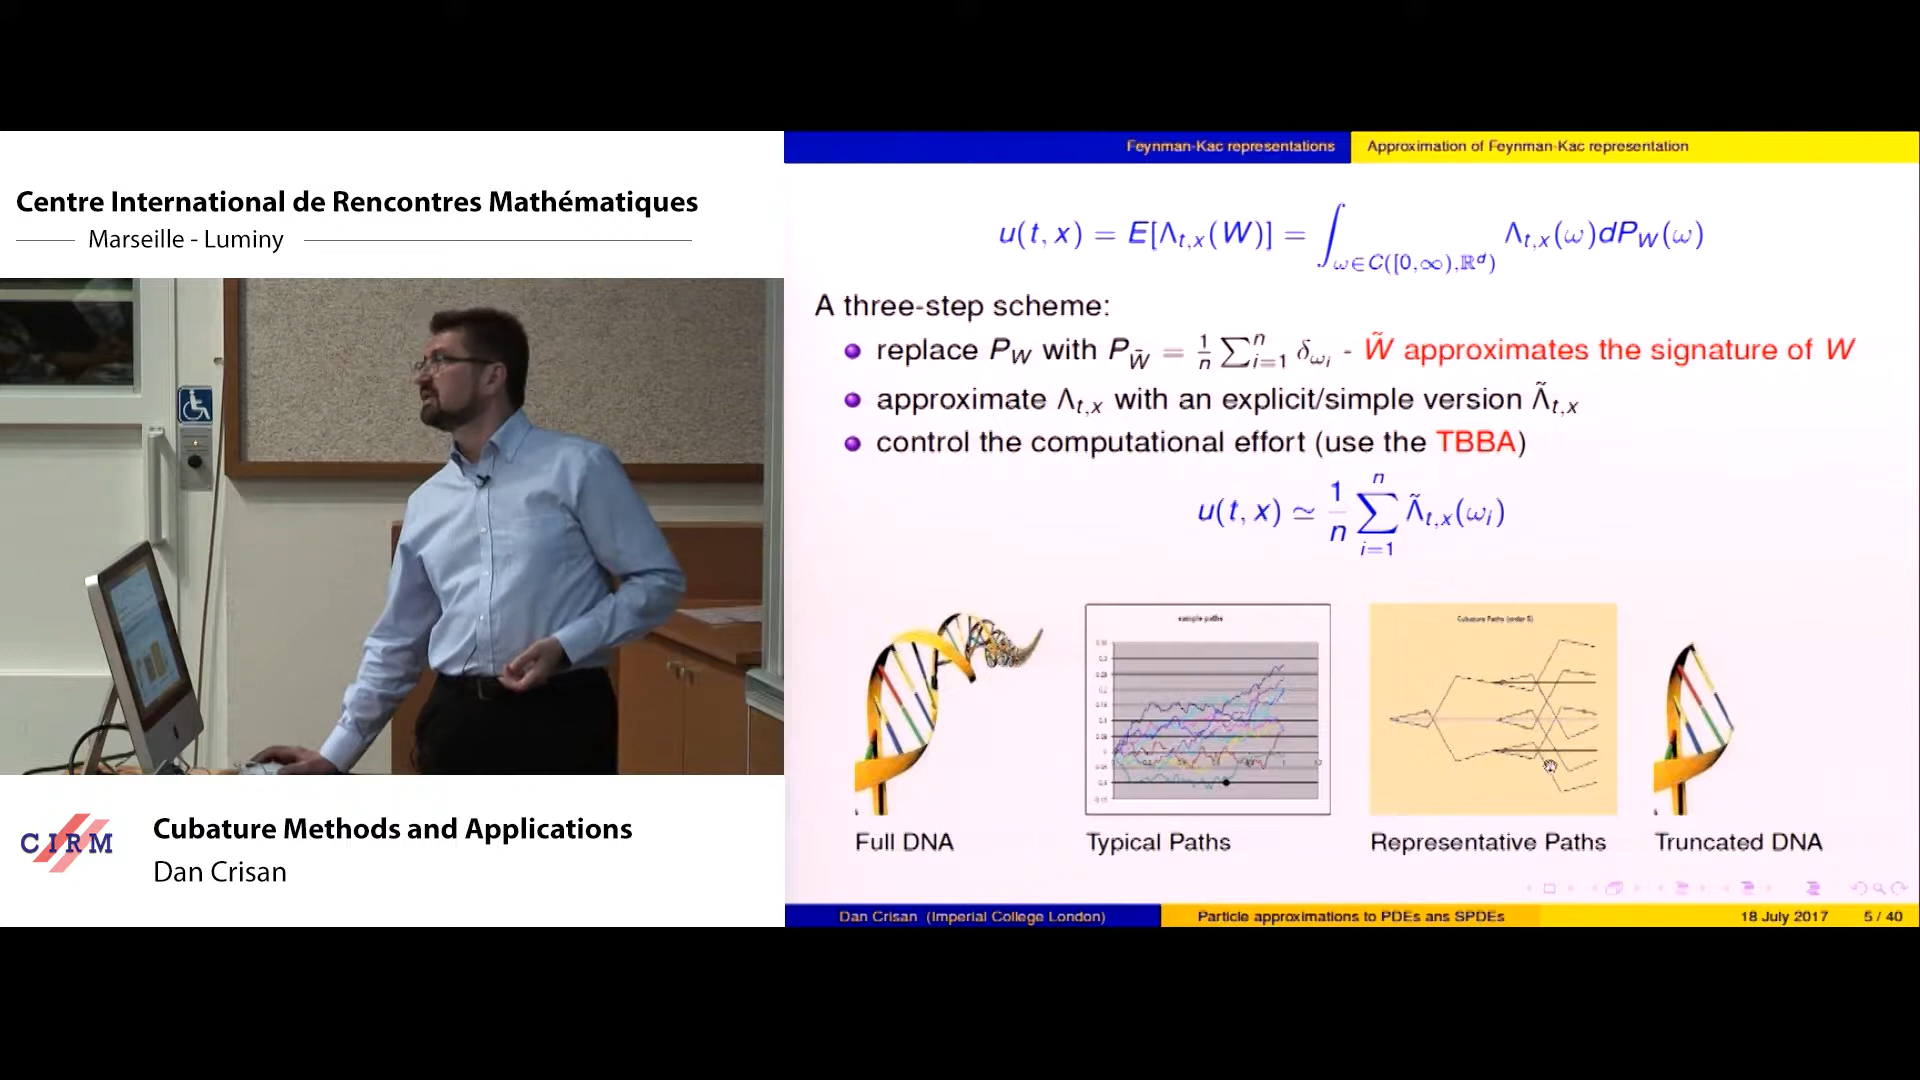 Centre International de Rencontres Mathématiques
Marseille - Luminy
CIRM
Cubature Methods and Applications
Dan Crisan
Feynman-Kac representations
Approximation of Feynman-Kac representation
u(t, x) = E[Λ_{t,x}(W)] = ∫_{ω∈C([0,∞),ℝ^d)} Λ_{t,x}(ω)dP_W(ω)
A three-step scheme:
replace P_W with P_{W̃} = 1/n ∑_{i=1}^n δ_{ω_i} - W̃ approximates the signature of W
approximate Λ_{t,x} with an explicit/simple version Λ̃_{t,x}
control the computational effort (use the TBBA)
u(t, x) ≃ 1/n ∑_{i=1}^n Λ̃_{t,x}(ω_i)
sample paths
Cubature Paths (order 5)
Full DNA
Typical Paths
Representative Paths
Truncated DNA
Dan Crisan (Imperial College London)
Particle approximations to PDEs ans SPDEs
18 July 2017
5 / 40